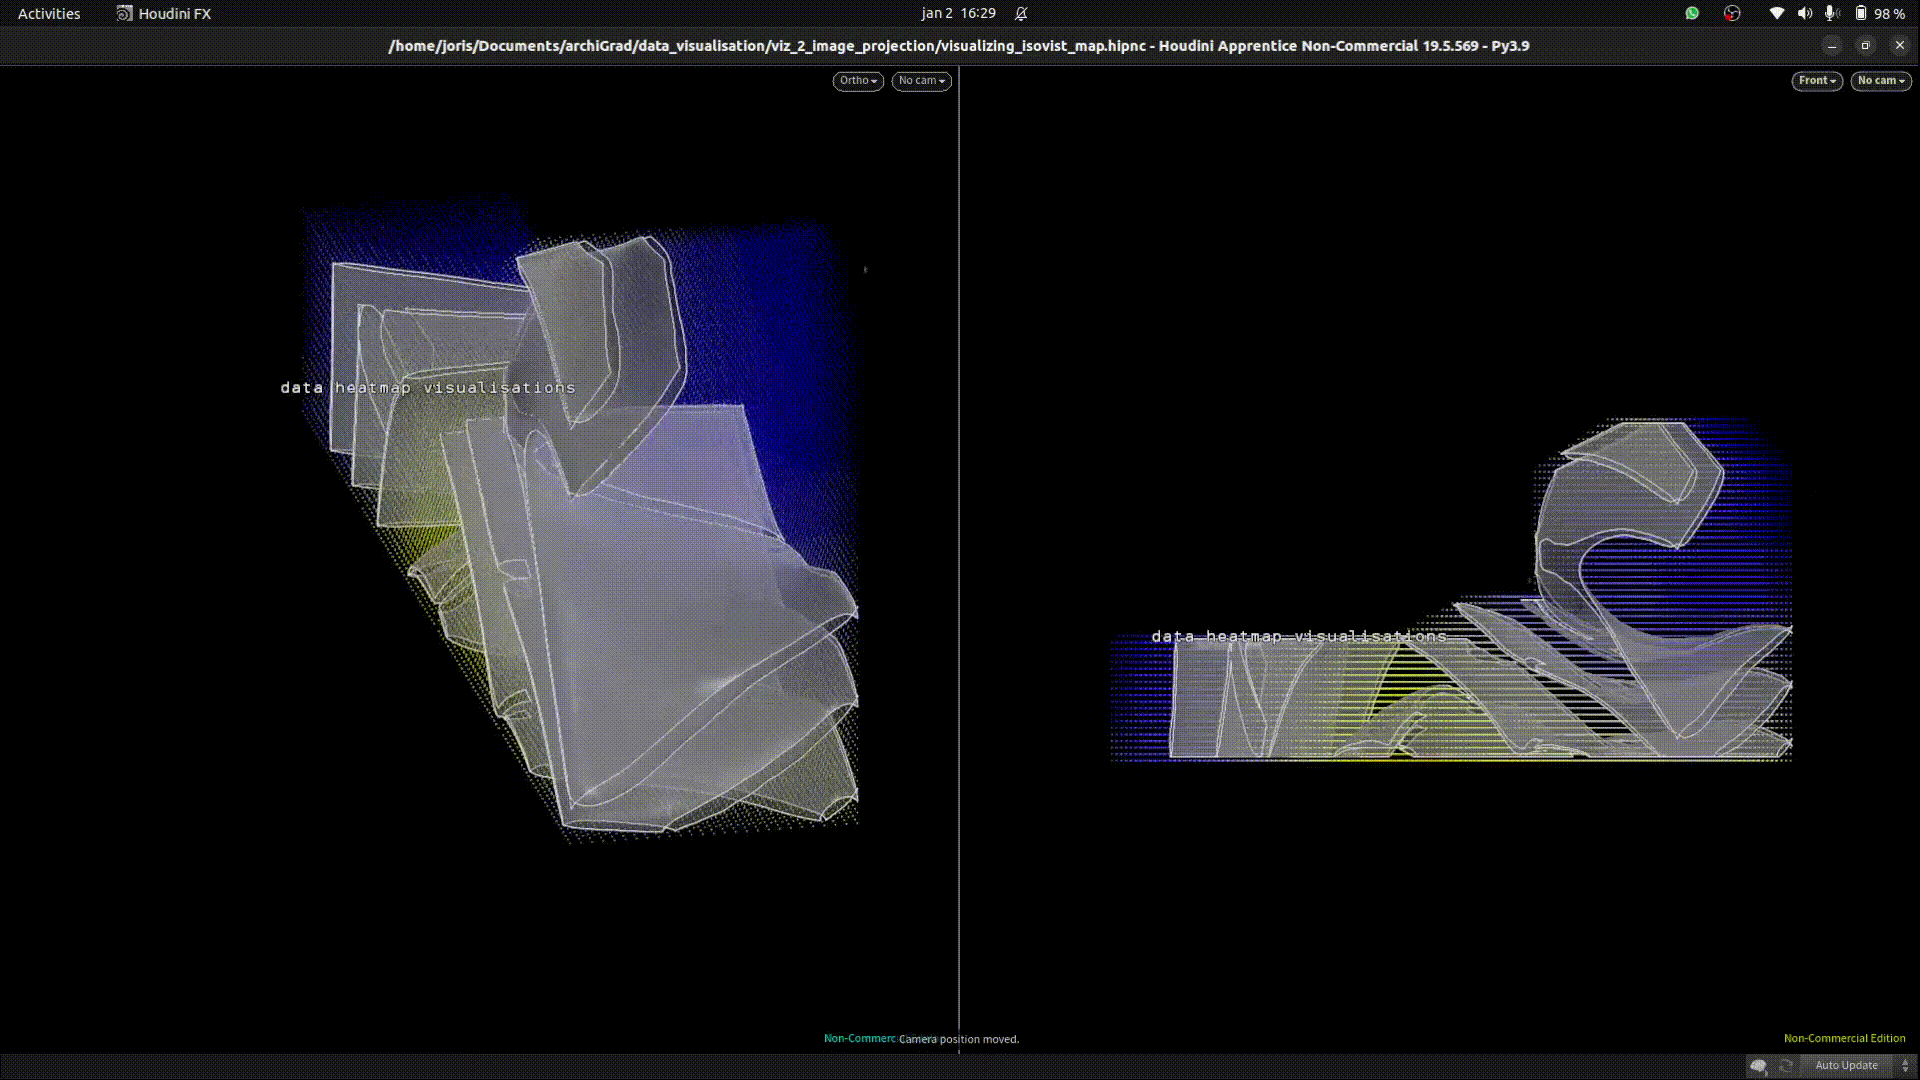 Activities Houdini FX jan 2 16:29 98 %
/home/joris/Documents/archiGrad/data_visualisation/viz_2_image_projection/visualizing_isovist_map.hipnc - Houdini Apprentice Non-Commercial 19.5.569 - Py3.9
Ortho No cam Front No cam
data heatmap visualisations
data heatmap visualisations
Non-Commerc Camera position moved. Non-Commercial Edition
Auto Update